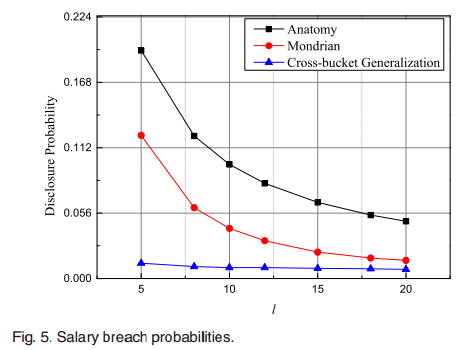 0.224
0.168
0.112
0.056
0.000
Disclosure Probability
Anatomy
Mondrian
Cross-bucket Generalization
5 10 15 20
l
Fig. 5. Salary breach probabilities.